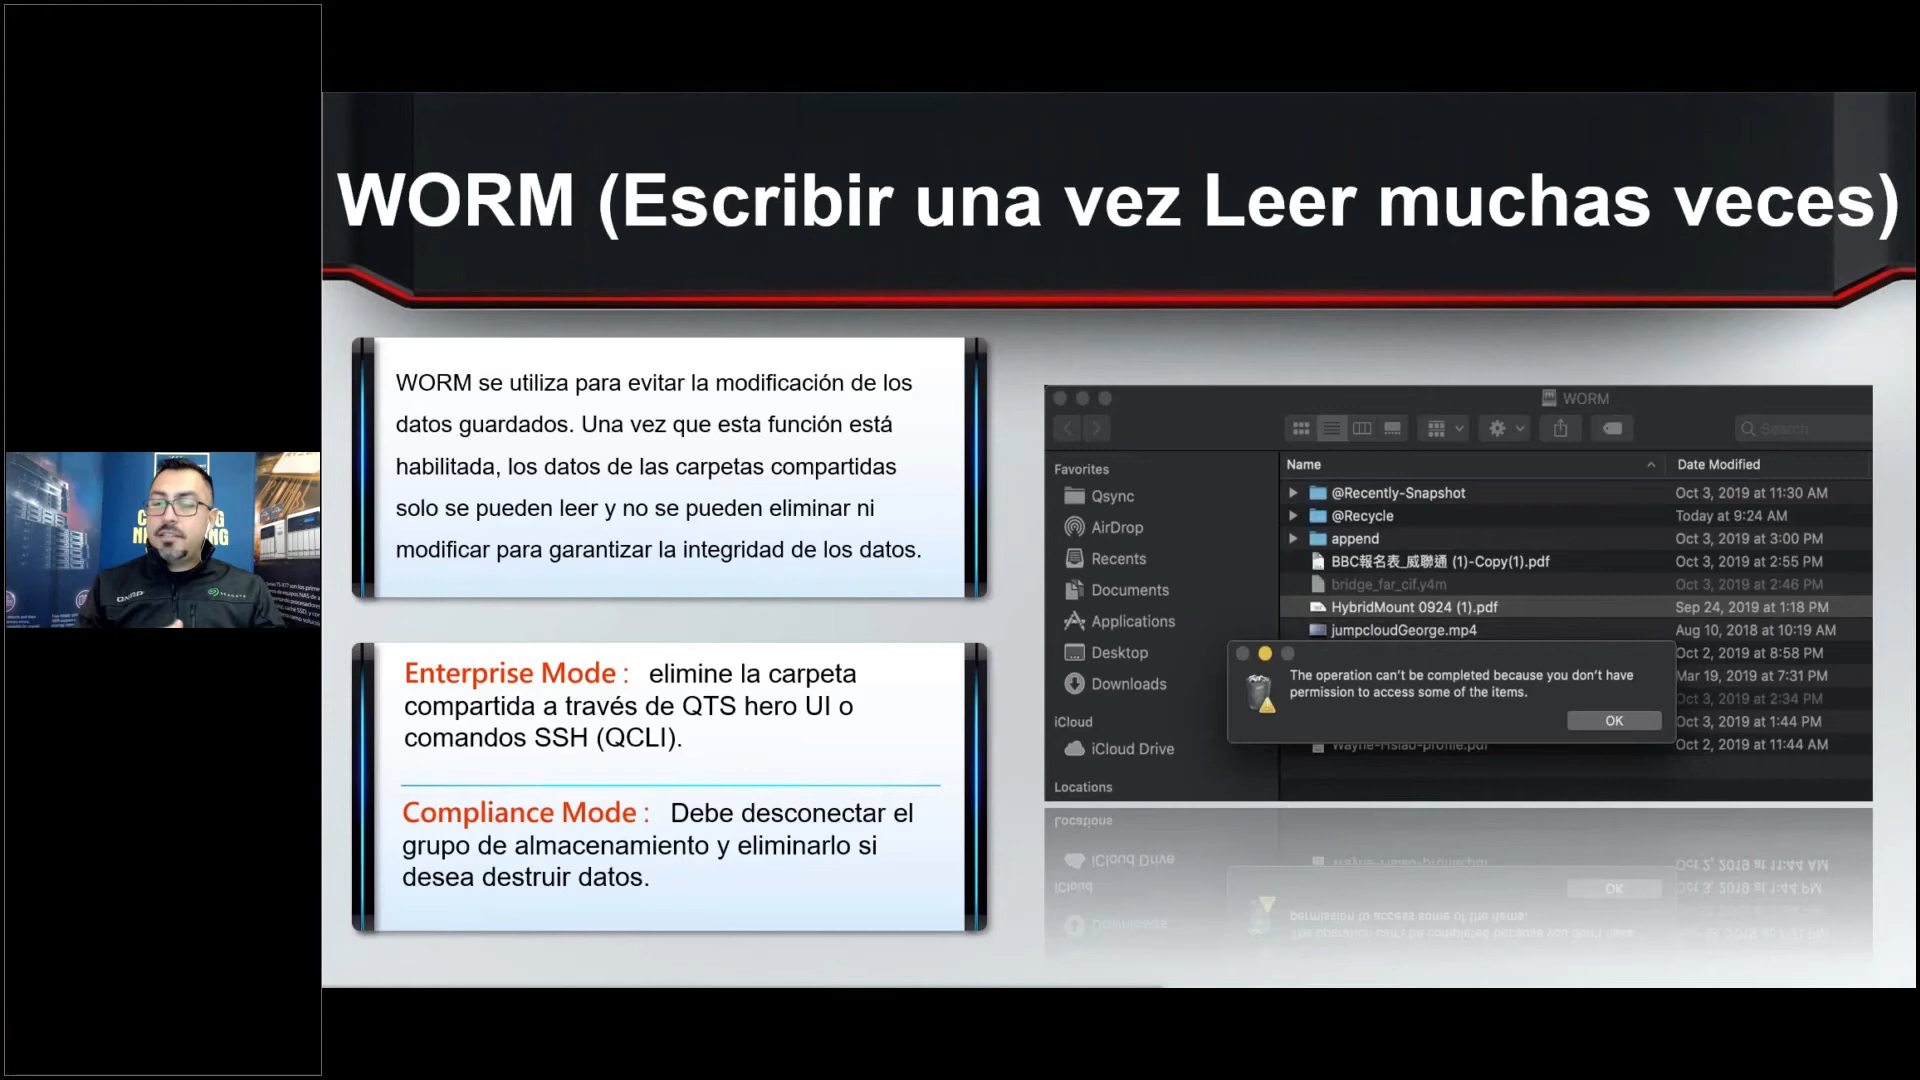 WORM (Escribir una vez Leer muchas veces)
WORM se utiliza para evitar la modificación de los
datos guardados. Una vez que esta función está
habilitada, los datos de las carpetas compartidas
solo se pueden leer y no se pueden eliminar ni
modificar para garantizar la integridad de los datos.
Enterprise Mode : elimine la carpeta
compartida a través de QTS hero UI o
comandos SSH (QCLI).
Compliance Mode : Debe desconectar el
grupo de almacenamiento y eliminarlo si
desea destruir datos.
WORM
Search
Favorites
Qsync
AirDrop
Recents
Documents
Applications
Desktop
Downloads
iCloud
iCloud Drive
Locations
Name Date Modified
@Recently-Snapshot Oct 3, 2019 at 11:30 AM
@Recycle Today at 9:24 AM
append Oct 3, 2019 at 3:00 PM
BBC報名表_威聯通 (1)-Copy(1).pdf Oct 3, 2019 at 2:55 PM
bridge_far_cif.y4m Oct 3, 2019 at 2:46 PM
HybridMount 0924 (1).pdf Sep 24, 2019 at 1:18 PM
jumpcloudGeorge.mp4 Aug 10, 2018 at 10:19 AM
Oct 2, 2019 at 8:58 PM
Mar 19, 2019 at 7:31 PM
Oct 3, 2019 at 2:34 PM
Oct 3, 2019 at 1:44 PM
Wayne-Hsiao-profile.pdf Oct 2, 2019 at 11:44 AM
The operation can't be completed because you don't have
permission to access some of the items.
OK
QNAP
SEAGATE